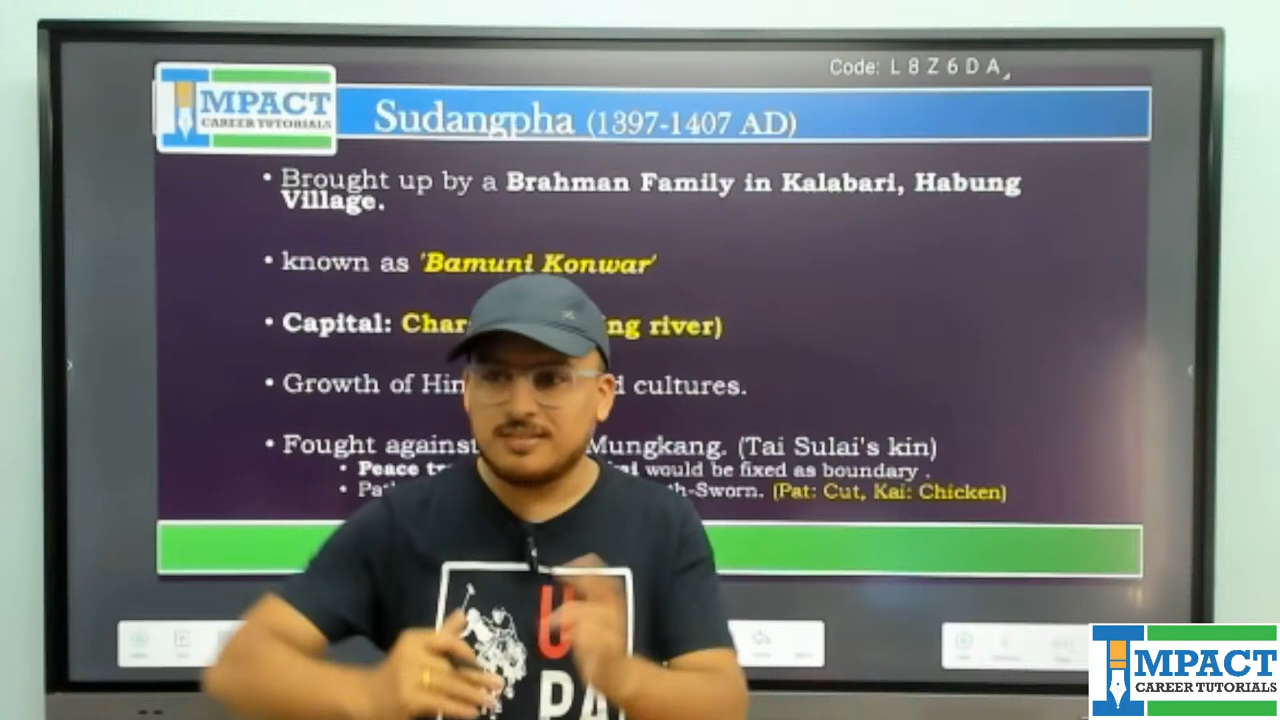 Code: L 8 Z 6 D A
IMPACT
CAREER TUTORIALS
Sudangpha (1397-1407 AD)
• Brought up by a Brahman Family in Kalabari, Habung
Village.
• known as 'Bamuni Konwar'
• Capital: Char ng river)
• Growth of Hin d cultures.
• Fought against Mungkang. (Tai Sulai's kin)
• Peace would be fixed as boundary .
• Pat h-Sworn. (Pat: Cut, Kai: Chicken)
U
PA
IMPACT
CAREER TUTORIALS